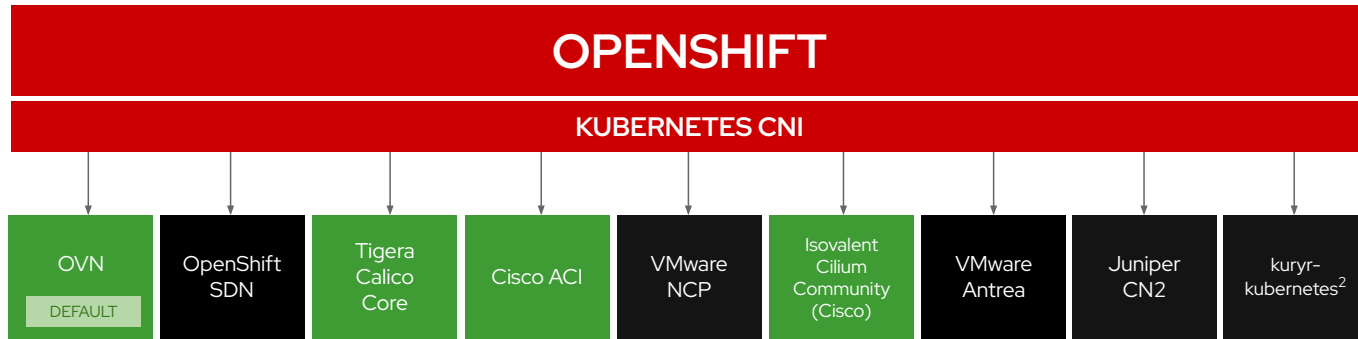 OPENSHIFT
KUBERNETES CNI
OVN
DEFAULT
OpenShift
SDN
Tigera
Calico
Core
Cisco ACI
VMware
NCP
Isovalent
Cilium
Community
(Cisco)
VMware
Antrea
Juniper
CN2
kuryr-
kubernetes²